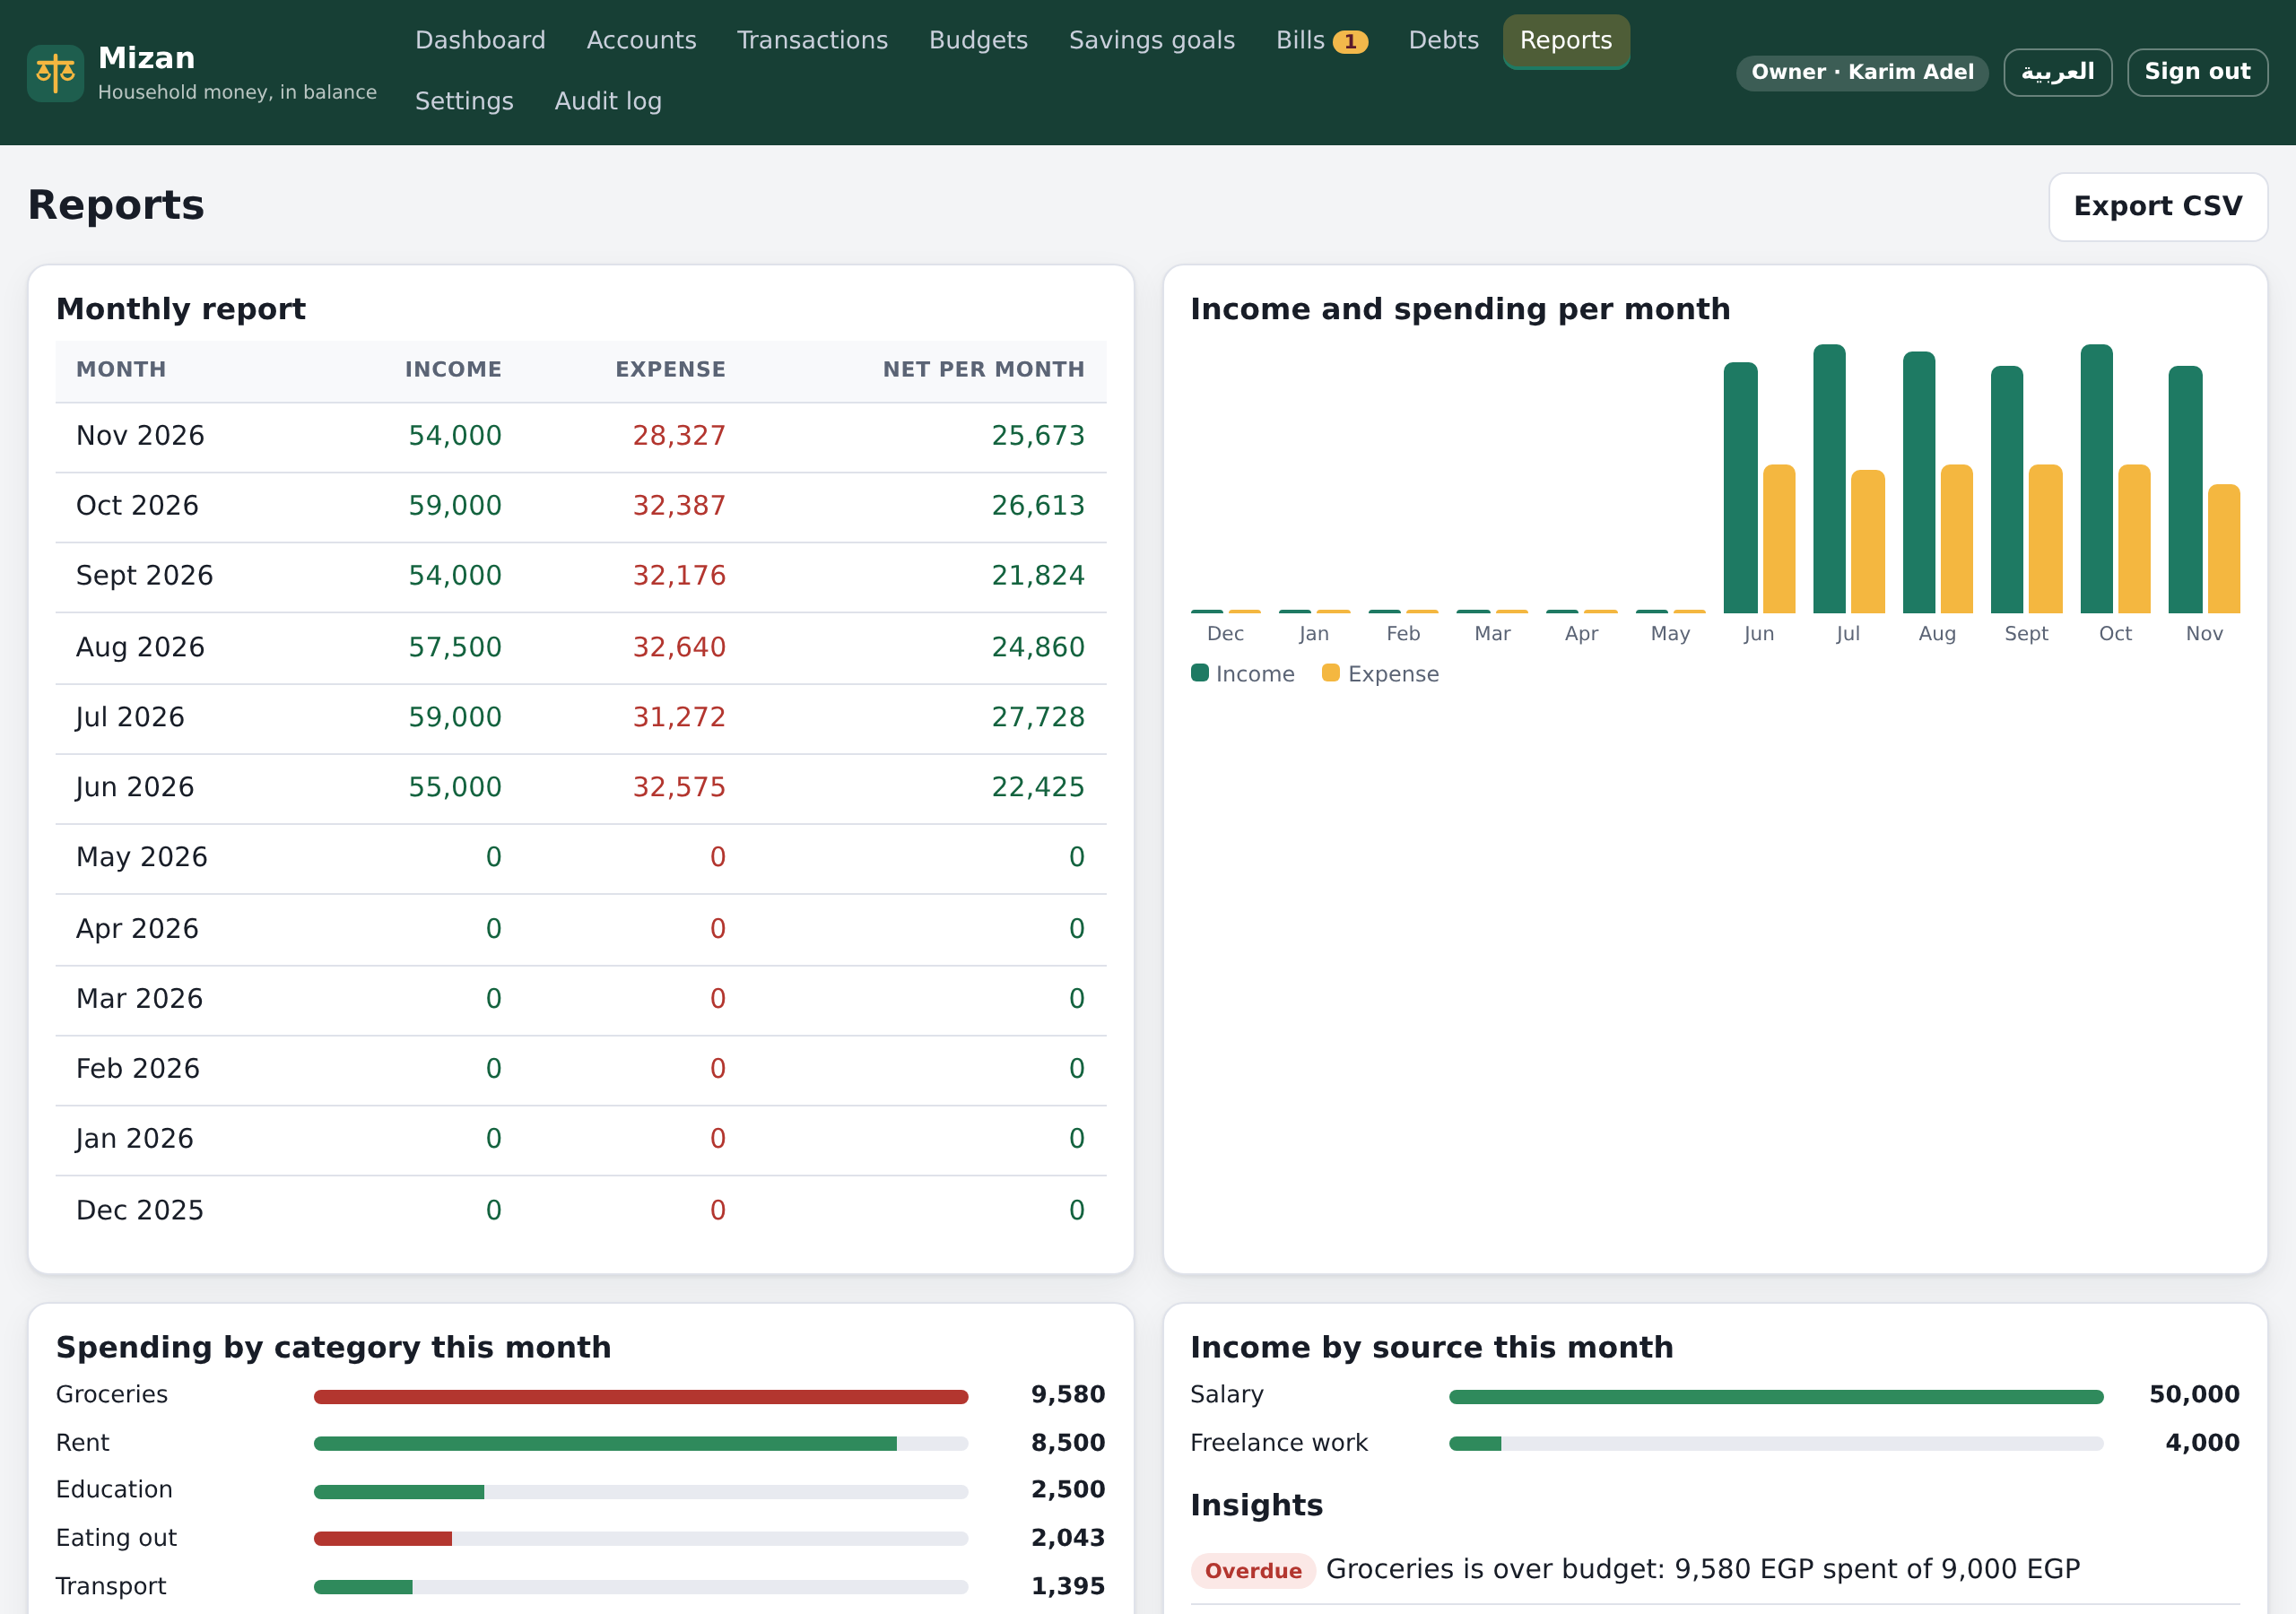 Mizan
Household money, in balance
Dashboard Accounts Transactions Budgets Savings goals Bills 1 Debts Reports
Settings Audit log
Owner · Karim Adel العربية Sign out
Reports
Export CSV
Monthly report
MONTH INCOME EXPENSE NET PER MONTH
Nov 2026 54,000 28,327 25,673
Oct 2026 59,000 32,387 26,613
Sept 2026 54,000 32,176 21,824
Aug 2026 57,500 32,640 24,860
Jul 2026 59,000 31,272 27,728
Jun 2026 55,000 32,575 22,425
May 2026 0 0 0
Apr 2026 0 0 0
Mar 2026 0 0 0
Feb 2026 0 0 0
Jan 2026 0 0 0
Dec 2025 0 0 0
Income and spending per month
Dec Jan Feb Mar Apr May Jun Jul Aug Sept Oct Nov
Income Expense
Spending by category this month
Groceries 9,580
Rent 8,500
Education 2,500
Eating out 2,043
Transport 1,395
Income by source this month
Salary 50,000
Freelance work 4,000
Insights
Overdue Groceries is over budget: 9,580 EGP spent of 9,000 EGP